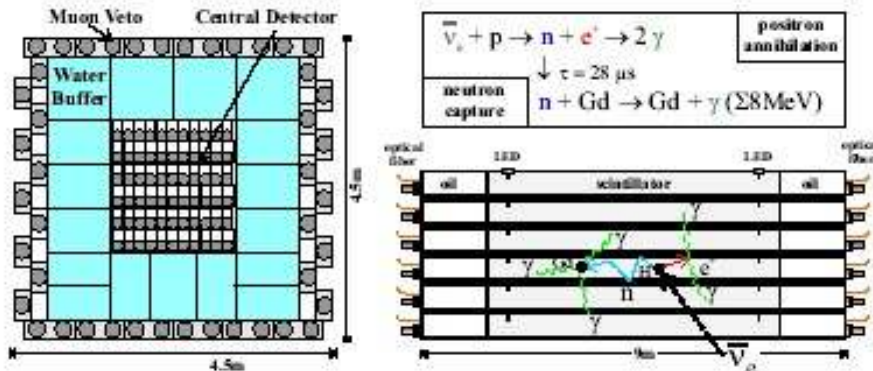 Muon Veto
Central Detector
Water
Buffer
4.5m
4.5m
ν̄e + p → n + e⁺ → 2 γ
positron
annihilation
↓ τ = 28 μs
neutron
capture
n + Gd → Gd + γ (Σ8MeV)
optical
fiber
LED
LED
optical
fiber
oil
scintillator
oil
γ
γ
γ
Gd
H
e⁺
n
γ
γ
9m
ν̄e